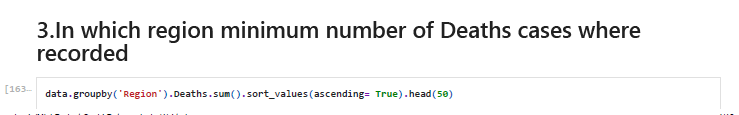 3.In which region minimum number of Deaths cases where
recorded
[163…
data.groupby('Region').Deaths.sum().sort_values(ascending= True).head(50)